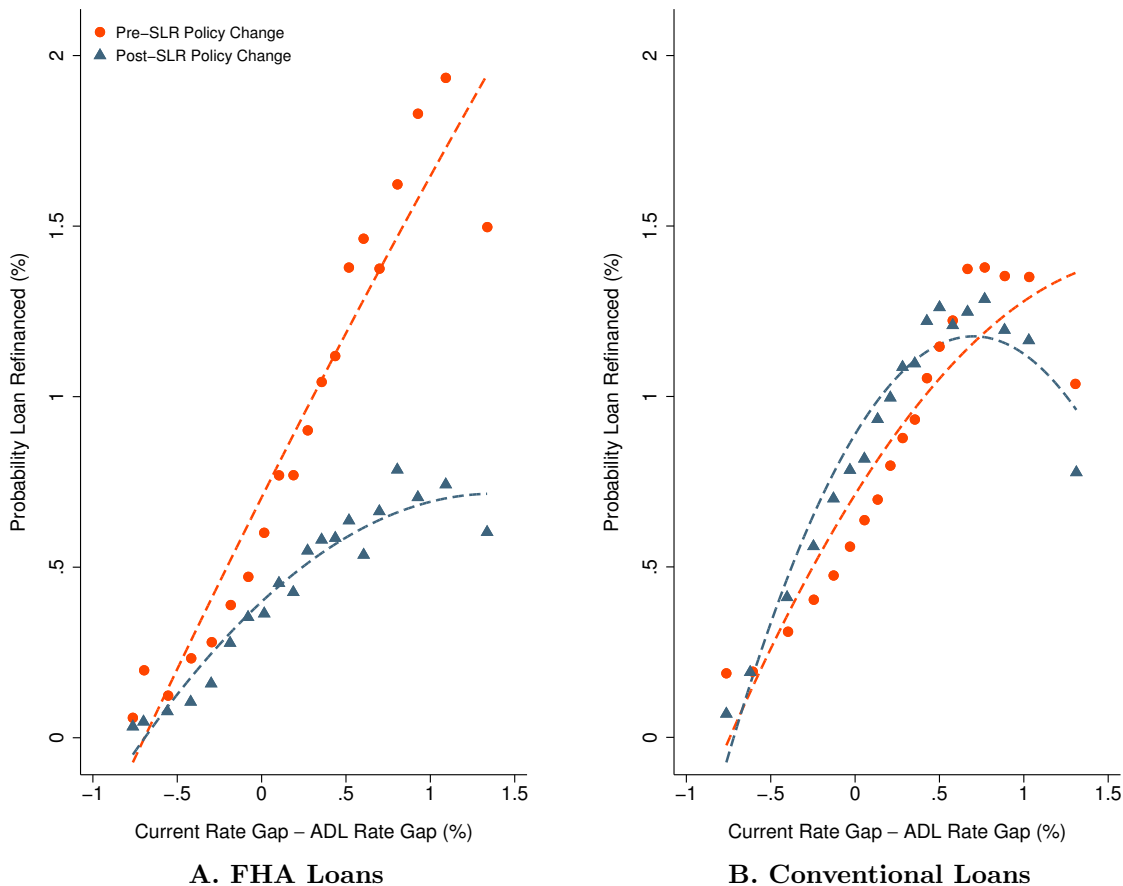 Pre−SLR Policy Change
Post−SLR Policy Change
Probability Loan Refinanced (%)
2
1.5
1
.5
0
−1 −.5 0 .5 1 1.5
Current Rate Gap − ADL Rate Gap (%)
A. FHA Loans
Probability Loan Refinanced (%)
2
1.5
1
.5
0
−1 −.5 0 .5 1 1.5
Current Rate Gap − ADL Rate Gap (%)
B. Conventional Loans